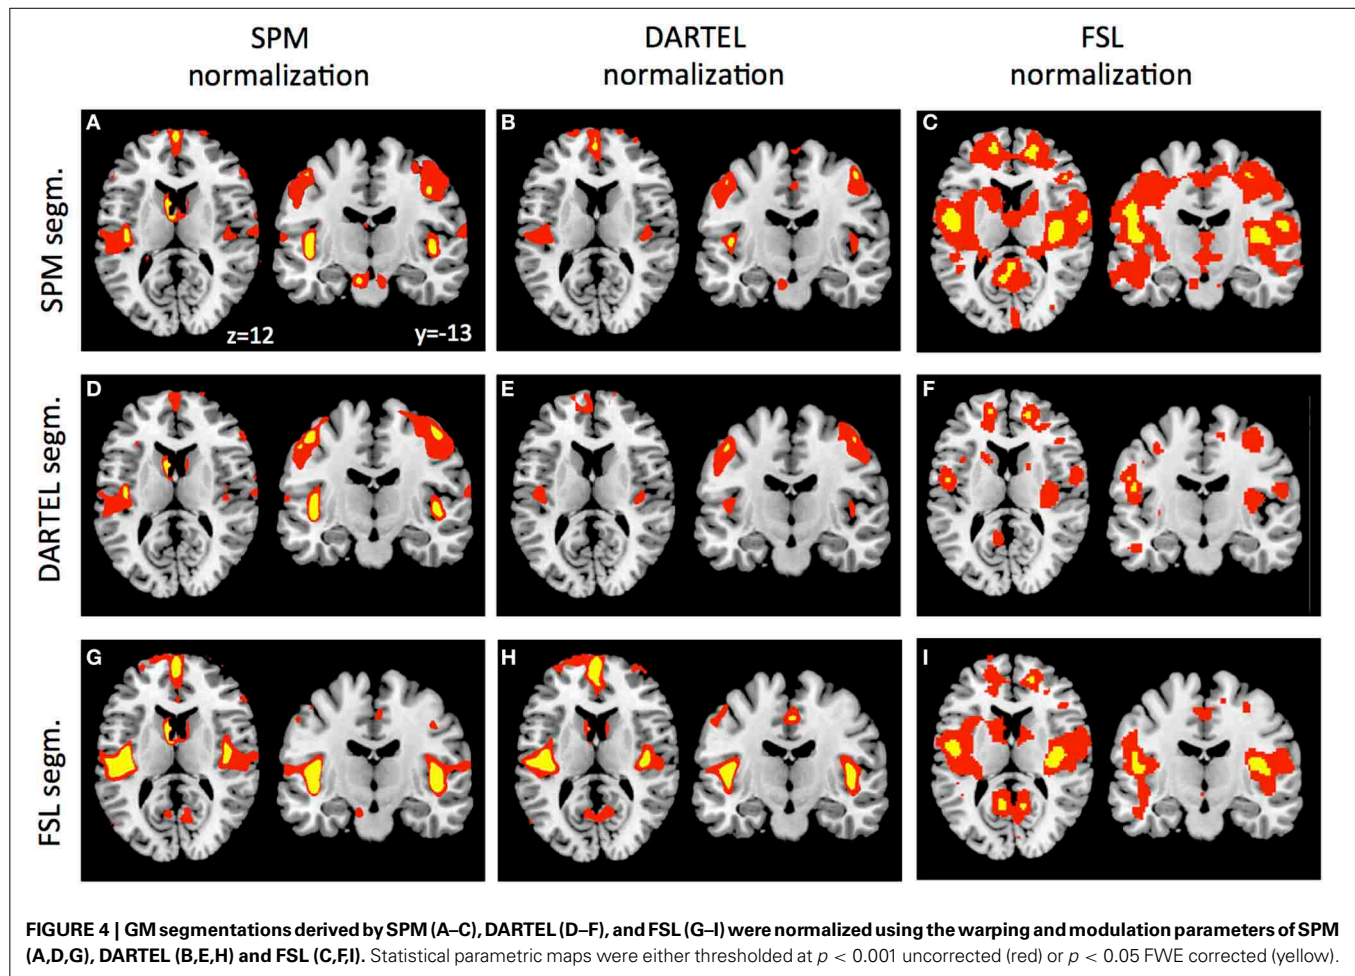 SPM
normalization
DARTEL
normalization
FSL
normalization
SPM segm.
A
z=12
y=-13
B
C
DARTEL segm.
D
E
F
FSL segm.
G
H
I
FIGURE 4 | GM segmentations derived by SPM (A–C), DARTEL (D–F), and FSL (G–I) were normalized using the warping and modulation parameters of SPM
(A,D,G), DARTEL (B,E,H) and FSL (C,F,I). Statistical parametric maps were either thresholded at p < 0.001 uncorrected (red) or p < 0.05 FWE corrected (yellow).